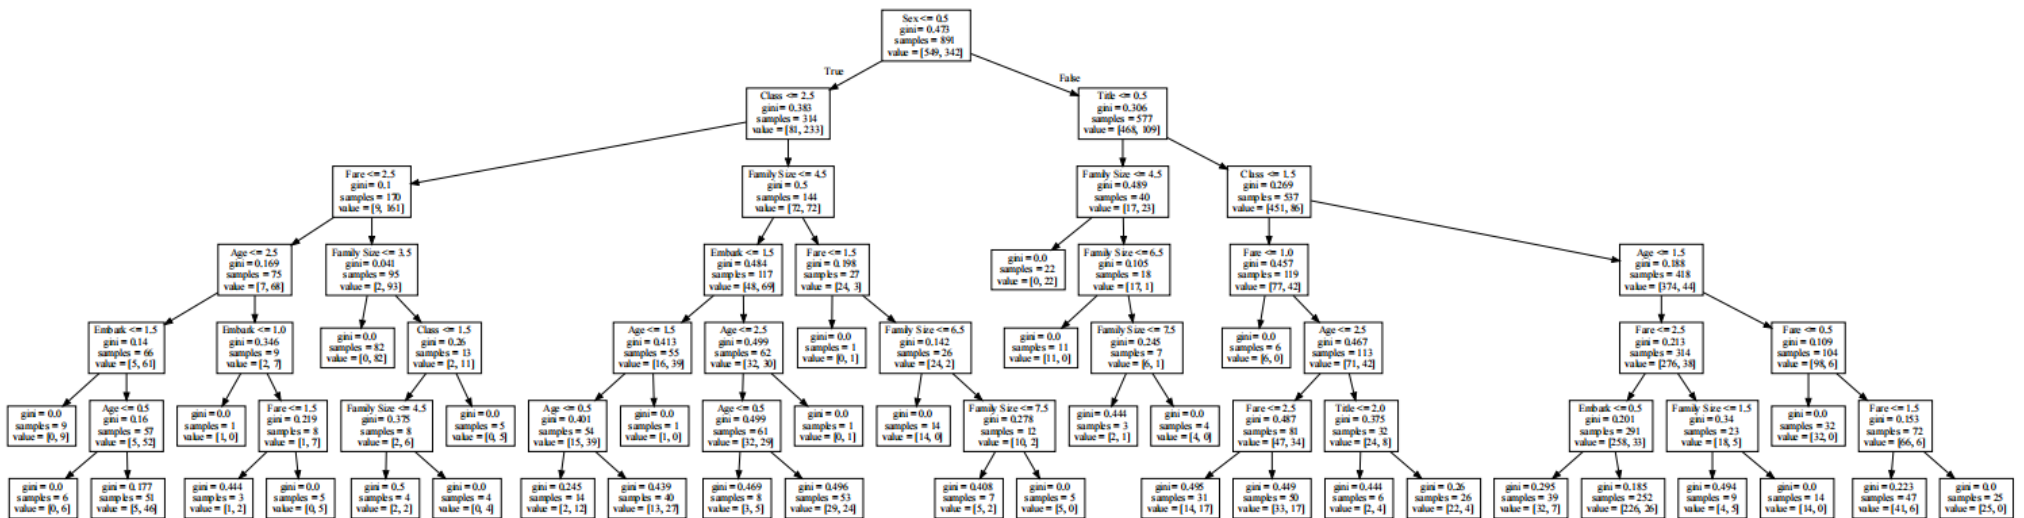 Sex <= 0.5
gini = 0.473
samples = 891
value = [549, 342]
True
False
Class <= 2.5
gini = 0.383
samples = 314
value = [81, 233]
Title <= 0.5
gini = 0.306
samples = 577
value = [468, 109]
Fare <= 2.5
gini = 0.1
samples = 170
value = [9, 161]
Family Size <= 4.5
gini = 0.5
samples = 144
value = [72, 72]
Family Size <= 4.5
gini = 0.489
samples = 40
value = [17, 23]
Class <= 1.5
gini = 0.269
samples = 537
value = [451, 86]
Age <= 2.5
gini = 0.169
samples = 75
value = [7, 68]
Family Size <= 3.5
gini = 0.041
samples = 95
value = [2, 93]
Embark <= 1.5
gini = 0.484
samples = 117
value = [48, 69]
Fare <= 1.5
gini = 0.198
samples = 27
value = [24, 3]
gini = 0.0
samples = 22
value = [0, 22]
Family Size <= 6.5
gini = 0.105
samples = 18
value = [17, 1]
Fare <= 1.0
gini = 0.457
samples = 119
value = [77, 42]
Age <= 1.5
gini = 0.188
samples = 418
value = [374, 44]
Embark <= 1.5
gini = 0.14
samples = 66
value = [5, 61]
Embark <= 1.0
gini = 0.346
samples = 9
value = [2, 7]
gini = 0.0
samples = 82
value = [0, 82]
Class <= 1.5
gini = 0.26
samples = 13
value = [2, 11]
Age <= 1.5
gini = 0.413
samples = 55
value = [16, 39]
Age <= 2.5
gini = 0.499
samples = 62
value = [32, 30]
gini = 0.0
samples = 1
value = [0, 1]
Family Size <= 6.5
gini = 0.142
samples = 26
value = [24, 2]
gini = 0.0
samples = 11
value = [11, 0]
Family Size <= 7.5
gini = 0.245
samples = 7
value = [6, 1]
gini = 0.0
samples = 6
value = [6, 0]
Age <= 2.5
gini = 0.467
samples = 113
value = [71, 42]
Fare <= 2.5
gini = 0.213
samples = 314
value = [276, 38]
Fare <= 0.5
gini = 0.109
samples = 104
value = [98, 6]
gini = 0.0
samples = 9
value = [0, 9]
Age <= 0.5
gini = 0.16
samples = 57
value = [5, 52]
gini = 0.0
samples = 1
value = [1, 0]
Fare <= 1.5
gini = 0.219
samples = 8
value = [1, 7]
Family Size <= 4.5
gini = 0.375
samples = 8
value = [2, 6]
gini = 0.0
samples = 5
value = [0, 5]
Age <= 0.5
gini = 0.401
samples = 54
value = [15, 39]
gini = 0.0
samples = 1
value = [1, 0]
Age <= 0.5
gini = 0.499
samples = 61
value = [32, 29]
gini = 0.0
samples = 1
value = [0, 1]
gini = 0.0
samples = 14
value = [14, 0]
Family Size <= 7.5
gini = 0.278
samples = 12
value = [10, 2]
gini = 0.444
samples = 3
value = [2, 1]
gini = 0.0
samples = 4
value = [4, 0]
Fare <= 2.5
gini = 0.487
samples = 81
value = [47, 34]
Title <= 2.0
gini = 0.375
samples = 32
value = [24, 8]
Embark <= 0.5
gini = 0.201
samples = 291
value = [258, 33]
Family Size <= 1.5
gini = 0.34
samples = 23
value = [18, 5]
gini = 0.0
samples = 32
value = [32, 0]
Fare <= 1.5
gini = 0.153
samples = 72
value = [66, 6]
gini = 0.0
samples = 6
value = [0, 6]
gini = 0.177
samples = 51
value = [5, 46]
gini = 0.444
samples = 3
value = [1, 2]
gini = 0.0
samples = 5
value = [0, 5]
gini = 0.5
samples = 4
value = [2, 2]
gini = 0.0
samples = 4
value = [0, 4]
gini = 0.245
samples = 14
value = [2, 12]
gini = 0.439
samples = 40
value = [13, 27]
gini = 0.469
samples = 8
value = [3, 5]
gini = 0.496
samples = 53
value = [29, 24]
gini = 0.408
samples = 7
value = [5, 2]
gini = 0.0
samples = 5
value = [5, 0]
gini = 0.495
samples = 31
value = [14, 17]
gini = 0.449
samples = 50
value = [33, 17]
gini = 0.444
samples = 6
value = [2, 4]
gini = 0.26
samples = 26
value = [22, 4]
gini = 0.295
samples = 39
value = [32, 7]
gini = 0.185
samples = 252
value = [226, 26]
gini = 0.494
samples = 9
value = [4, 5]
gini = 0.0
samples = 14
value = [14, 0]
gini = 0.223
samples = 47
value = [41, 6]
gini = 0.0
samples = 25
value = [25, 0]